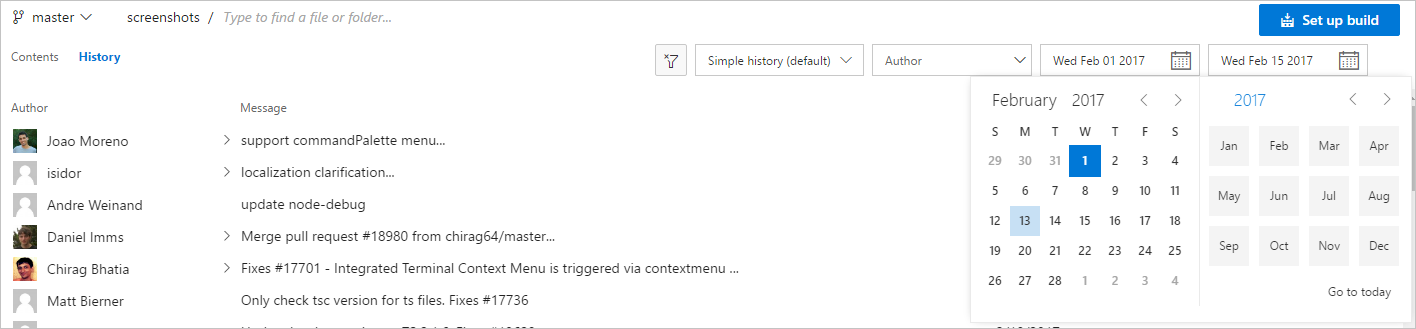 master screenshots / Type to find a file or folder... Set up build
Contents History Simple history (default) Author Wed Feb 01 2017 Wed Feb 15 2017
Author Message
Joao Moreno support commandPalette menu...
isidor localization clarification...
Andre Weinand update node-debug
Daniel Imms Merge pull request #18980 from chirag64/master...
Chirag Bhatia Fixes #17701 - Integrated Terminal Context Menu is triggered via contextmenu ...
Matt Bierner Only check tsc version for ts files. Fixes #17736
February 2017
S M T W T F S
29 30 31 1 2 3 4
5 6 7 8 9 10 11
12 13 14 15 16 17 18
19 20 21 22 23 24 25
26 27 28 1 2 3 4
2017
Jan Feb Mar Apr
May Jun Jul Aug
Sep Oct Nov Dec
Go to today